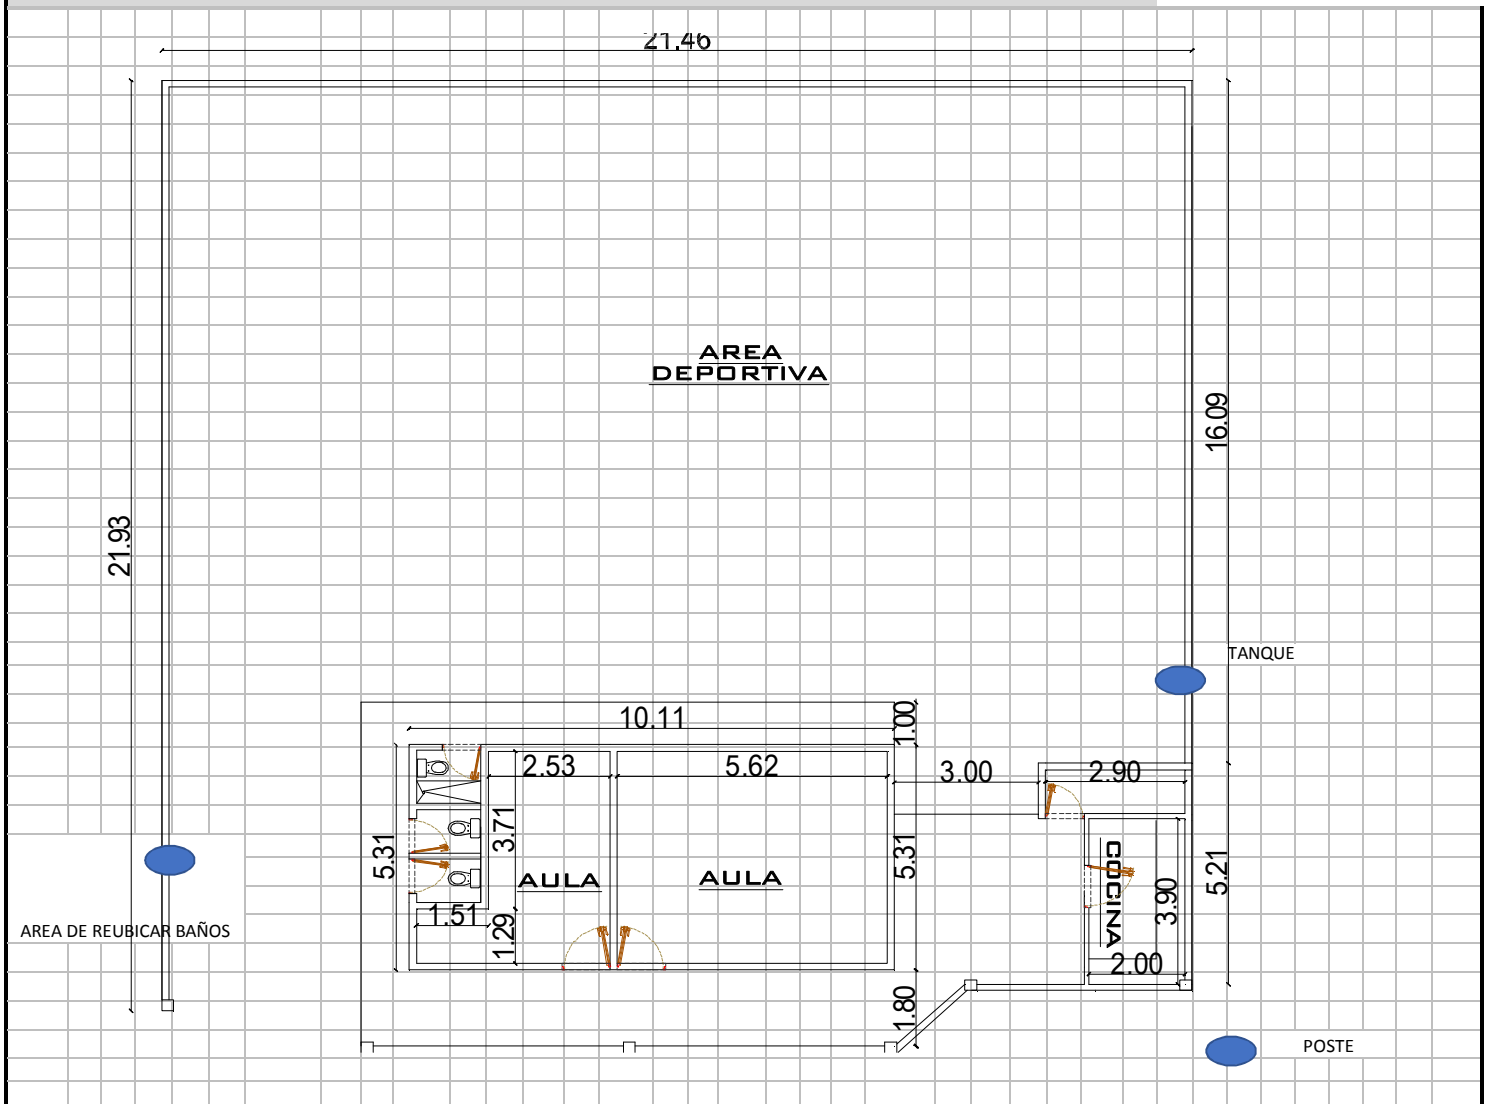 21.46
AREA
DEPORTIVA
16.09
21.93
TANQUE
10.11
1.00
2.53
5.62
3.00
2.90
3.71
5.31
5.31
AULA
AULA
COCINA
3.90
5.21
1.51
1.29
AREA DE REUBICAR BAÑOS
2.00
1.80
POSTE